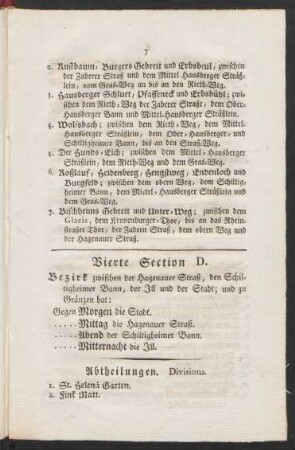 7
2. Nußbaum, Burgers Gebreit und Erbsbühl, zwischen
der Zaberer Straß und dem Mittel-Hausberger Sträß-
lein, vom Gras-Weg an bis an den Rieth-Weg.
3. Hausberger Schluet, Pfaffeneck und Erbsbühl; zwi-
schen dem Rieth-Weg der Zaberer Straße, dem Ober-
Hausberger Bann und Mittel-Hausberger Sträßlein.
4. Wolfsbach; zwischen dem Rieth-Weg, dem Mittel-
Hausberger Sträßlein, dem Ober-Hausberger- und
Schiltigheimer Bann, bis an den Straß-Weg.
5. Der Hunds-Eich; zwischen dem Mittel-Hausberger
Sträßlein, dem Rieth-Weg und dem Gras-Weg.
6. Roßlauf, Heidenberg, Hengstweg, Endenloch und
Burgfeld; zwischen dem obern Weg, dem Schiltig-
heimer Bann, dem Mittel-Hausberger Sträßlein und
dem Gras-Weg.
7. Bischheims Gebreit und Unter-Weg; zwischen dem
Glacis, dem Kronenburger-Thor, bis an das Rhein-
straßer Thor, der Zabern Straß, dem obern Weg und
der Hagenauer Straß.
Vierte Section D.
Bezirk zwischen der Hagenauer Straß, den Schil-
tigheimer Bann, der Ill und der Stadt; und zu
Gränzen hat:
Gegen Morgen die Stadt.
..... Mittag die Hagenauer Straß.
..... Abend der Schiltigheimer Bann.
..... Mitternacht die Ill.
Abtheilungen. Divisions.
1. St. Helenä Garten.
2. Fink Matt.